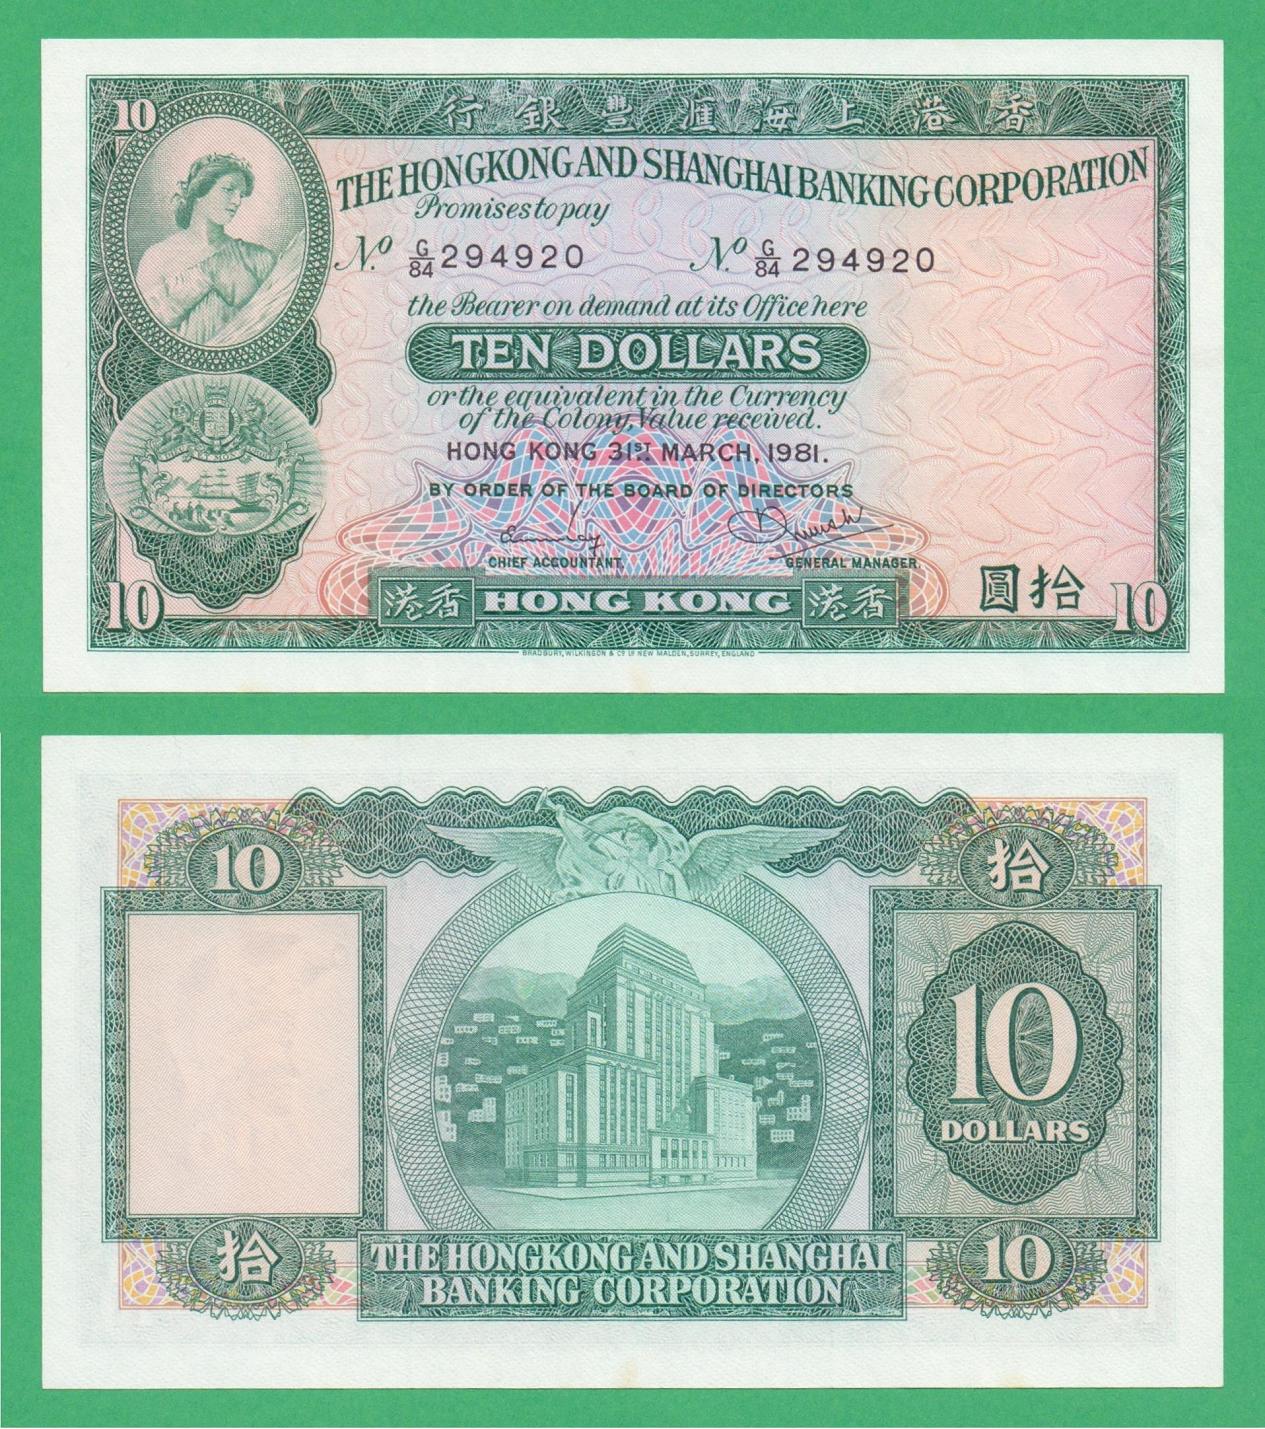 10
行銀豐滙海上港香
THE HONGKONG AND SHANGHAI BANKING CORPORATION
Promises to pay
No. G/84 294920 No. G/84 294920
the Bearer on demand at its Office here
TEN DOLLARS
or the equivalent in the Currency
of the Colony, Value received.
HONG KONG 31ST MARCH, 1981.
BY ORDER OF THE BOARD OF DIRECTORS
CHIEF ACCOUNTANT. GENERAL MANAGER.
10 港香 HONG KONG 港香 圓拾 10
BRADBURY, WILKINSON & Co. Ld. NEW MALDEN, SURREY, ENGLAND
10 拾
10
DOLLARS
拾 THE HONGKONG AND SHANGHAI 10
BANKING CORPORATION